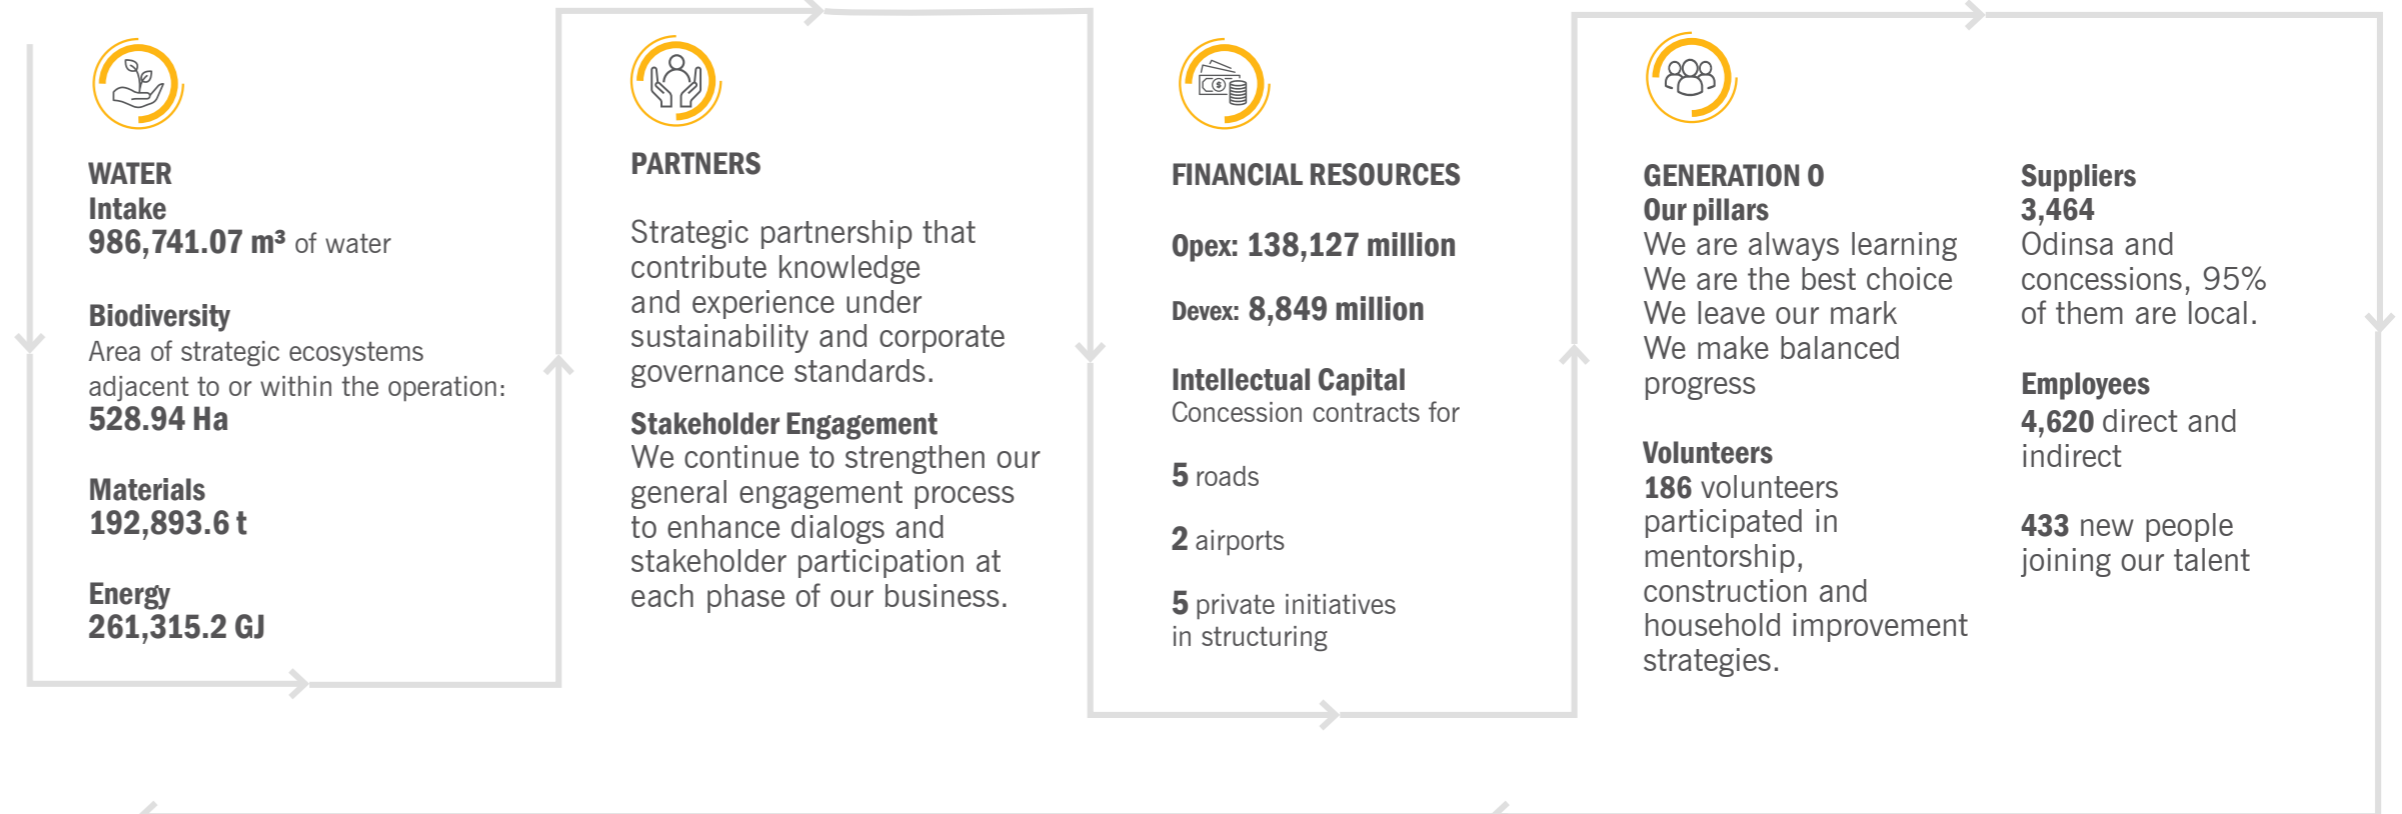 WATER
Intake
986,741.07 m³ of water
Biodiversity
Area of strategic ecosystems
adjacent to or within the operation:
528.94 Ha
Materials
192,893.6 t
Energy
261,315.2 GJ
PARTNERS
Strategic partnership that
contribute knowledge
and experience under
sustainability and corporate
governance standards.
Stakeholder Engagement
We continue to strengthen our
general engagement process
to enhance dialogs and
stakeholder participation at
each phase of our business.
FINANCIAL RESOURCES
Opex: 138,127 million
Devex: 8,849 million
Intellectual Capital
Concession contracts for
5 roads
2 airports
5 private initiatives
in structuring
GENERATION O
Our pillars
We are always learning
We are the best choice
We leave our mark
We make balanced
progress
Volunteers
186 volunteers
participated in
mentorship,
construction and
household improvement
strategies.
Suppliers
3,464
Odinsa and
concessions, 95%
of them are local.
Employees
4,620 direct and
indirect
433 new people
joining our talent